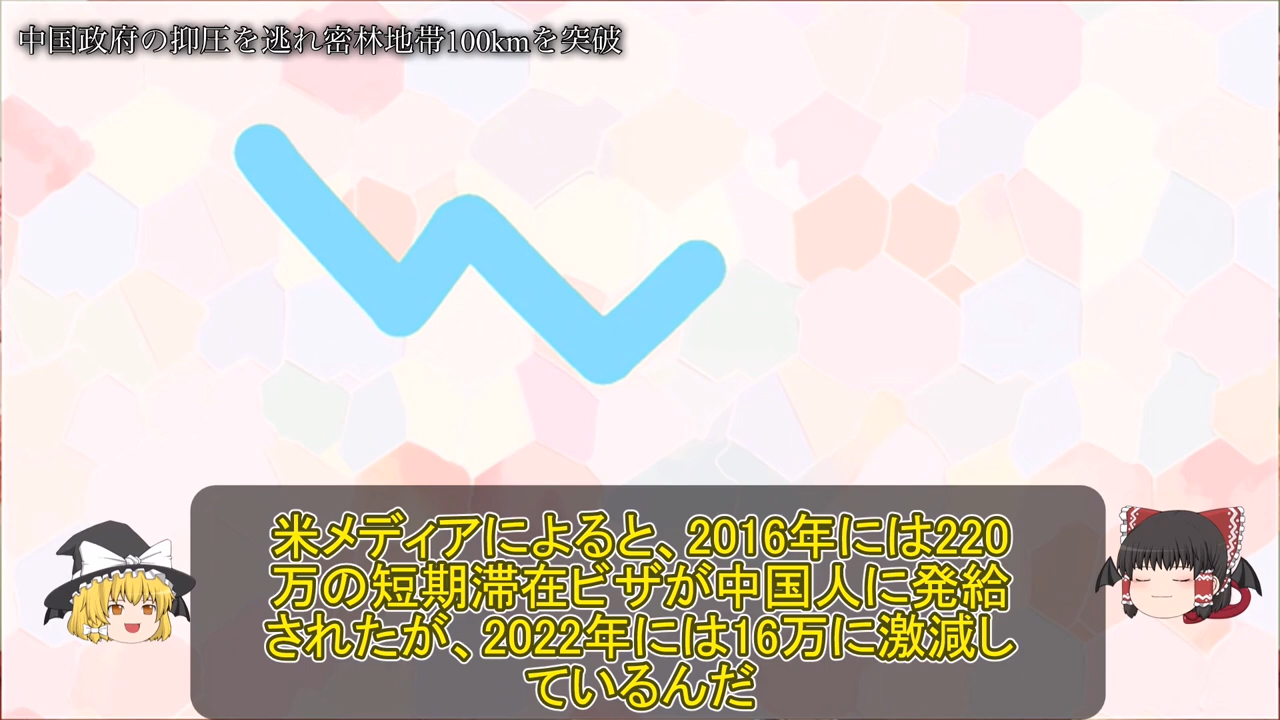 中国政府の抑圧を逃れ密林地帯100kmを突破
米メディアによると、2016年には220
万の短期滞在ビザが中国人に発給
されたが、2022年には16万に激減し
ているんだ